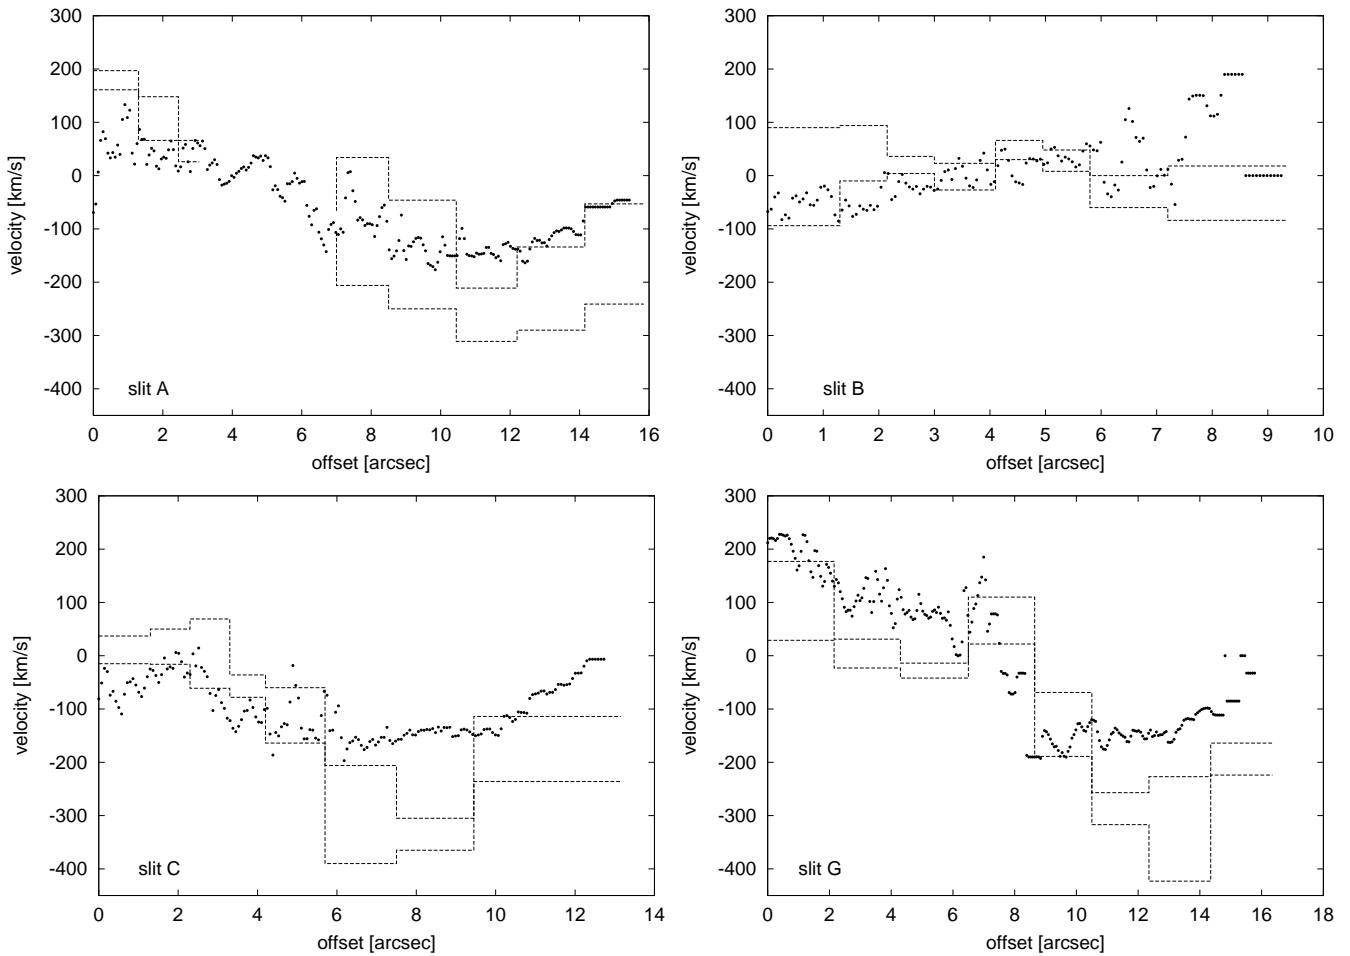 300
200
100
0
-100
-200
-300
-400
velocity [km/s]
slit A
0 2 4 6 8 10 12 14 16
offset [arcsec]
300
200
100
0
-100
-200
-300
-400
velocity [km/s]
slit B
0 1 2 3 4 5 6 7 8 9 10
offset [arcsec]
300
200
100
0
-100
-200
-300
-400
velocity [km/s]
slit C
0 2 4 6 8 10 12 14
offset [arcsec]
300
200
100
0
-100
-200
-300
-400
velocity [km/s]
slit G
0 2 4 6 8 10 12 14 16 18
offset [arcsec]